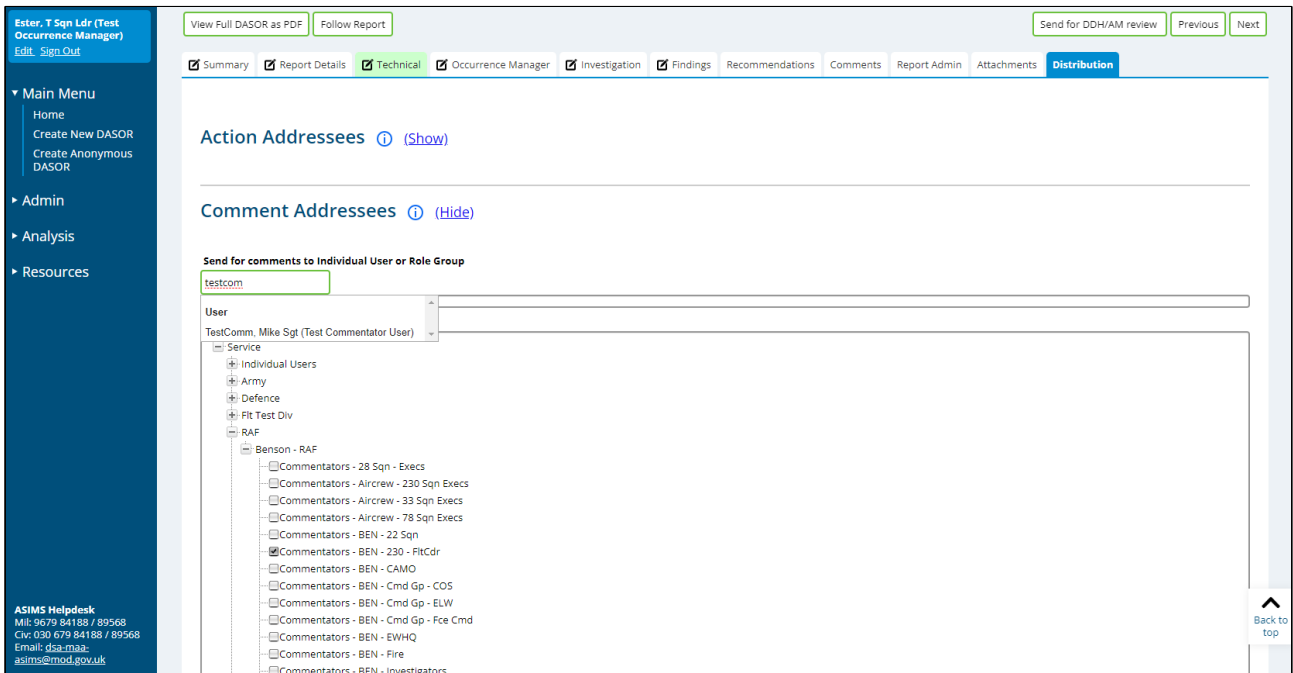 Ester, T Sqn Ldr (Test
Occurrence Manager)
Edit Sign Out
Main Menu
Home
Create New DASOR
Create Anonymous
DASOR
Admin
Analysis
Resources
ASIMS Helpdesk
Mil: 9679 84188 / 89568
Civ: 030 679 84188 / 89568
Email: dsa-maa-
asims@mod.gov.uk
View Full DASOR as PDF Follow Report Send for DDH/AM review Previous Next
Summary Report Details Technical Occurrence Manager Investigation Findings Recommendations Comments Report Admin Attachments Distribution
Action Addressees (Show)
Comment Addressees (Hide)
Send for comments to Individual User or Role Group
testcom
User
TestComm, Mike Sgt (Test Commentator User)
Service
Individual Users
Army
Defence
Flt Test Div
RAF
Benson - RAF
Commentators - 28 Sqn - Execs
Commentators - Aircrew - 230 Sqn Execs
Commentators - Aircrew - 33 Sqn Execs
Commentators - Aircrew - 78 Sqn Execs
Commentators - BEN - 22 Sqn
Commentators - BEN - 230 - FltCdr
Commentators - BEN - CAMO
Commentators - BEN - Cmd Gp - COS
Commentators - BEN - Cmd Gp - ELW
Commentators - BEN - Cmd Gp - Fce Cmd
Commentators - BEN - EWHQ
Commentators - BEN - Fire
Commentators - BEN - Investigators
Back to
top